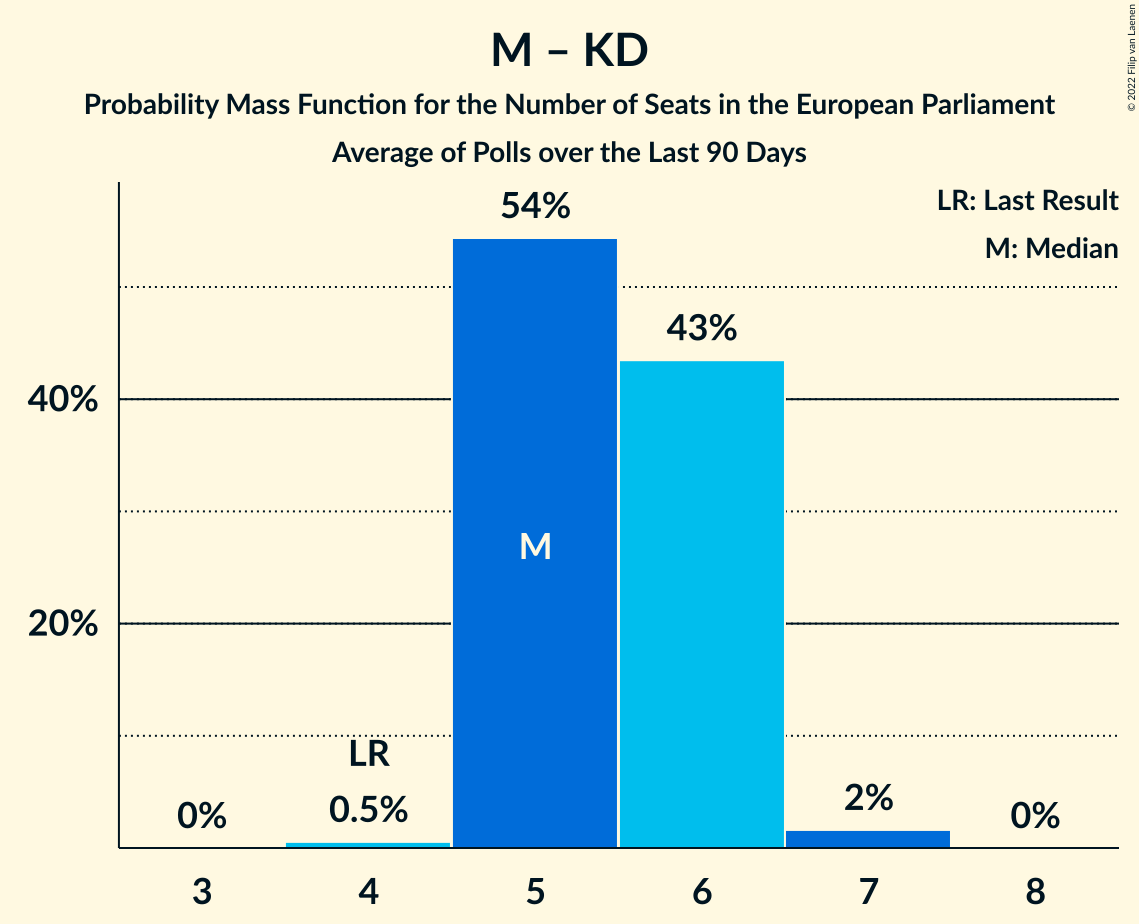 M – KD
Probability Mass Function for the Number of Seats in the European Parliament
Average of Polls over the Last 90 Days
© 2022 Filip van Laenen
LR: Last Result
M: Median
54%
43%
40%
M
20%
LR
0%
0.5%
2%
0%
3 4 5 6 7 8